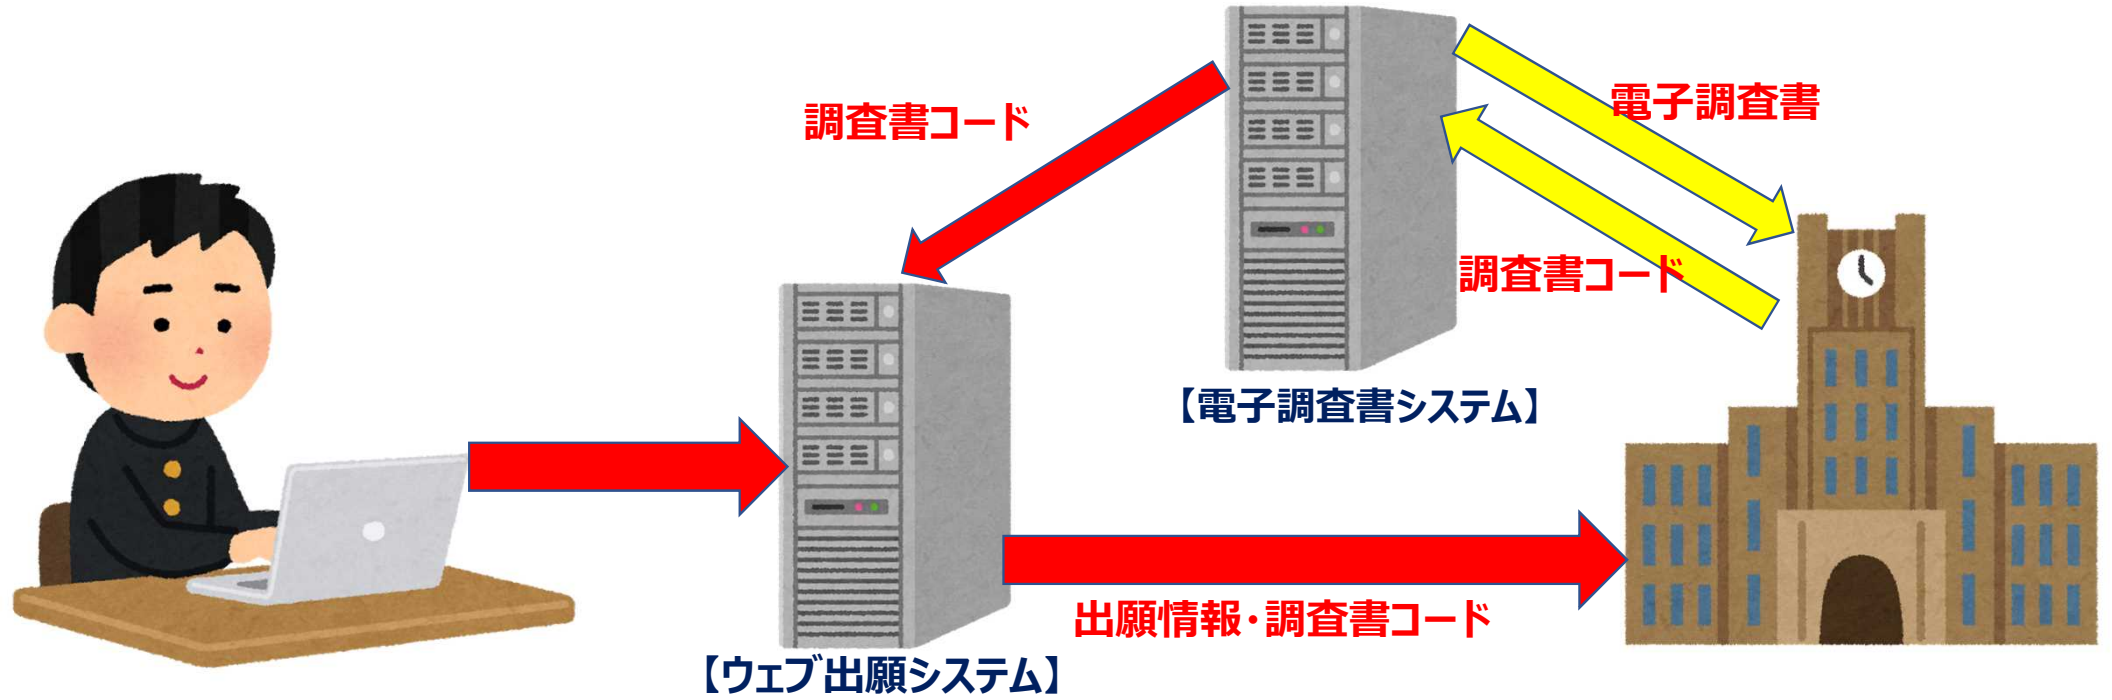 電子調査書
調査書コード
調査書コード
【電子調査書システム】
出願情報・調査書コード
【ウェブ出願システム】